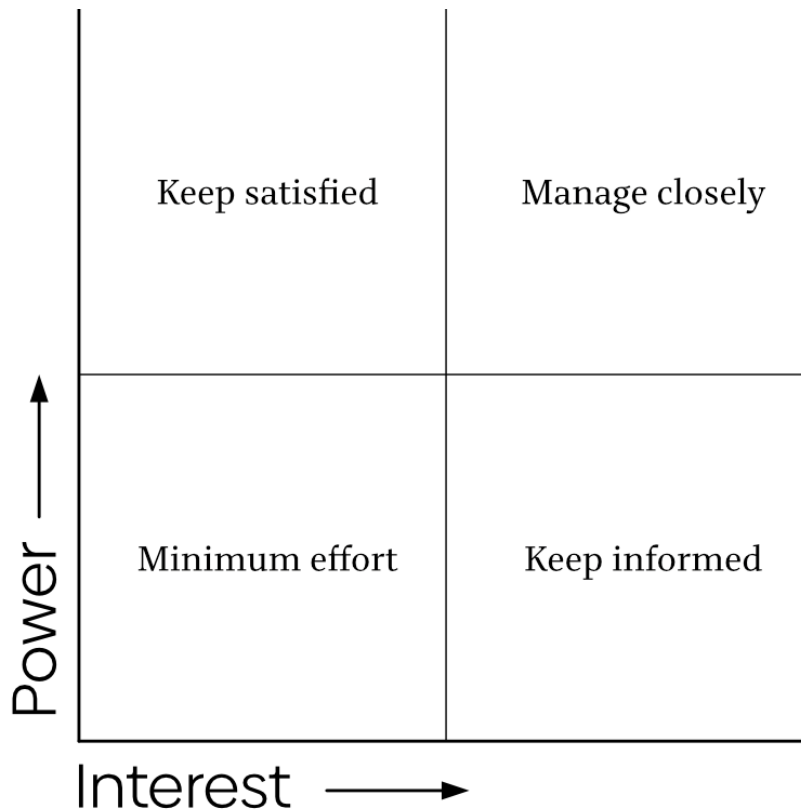 Keep satisfied
Manage closely
Minimum effort
Keep informed
Power
Interest